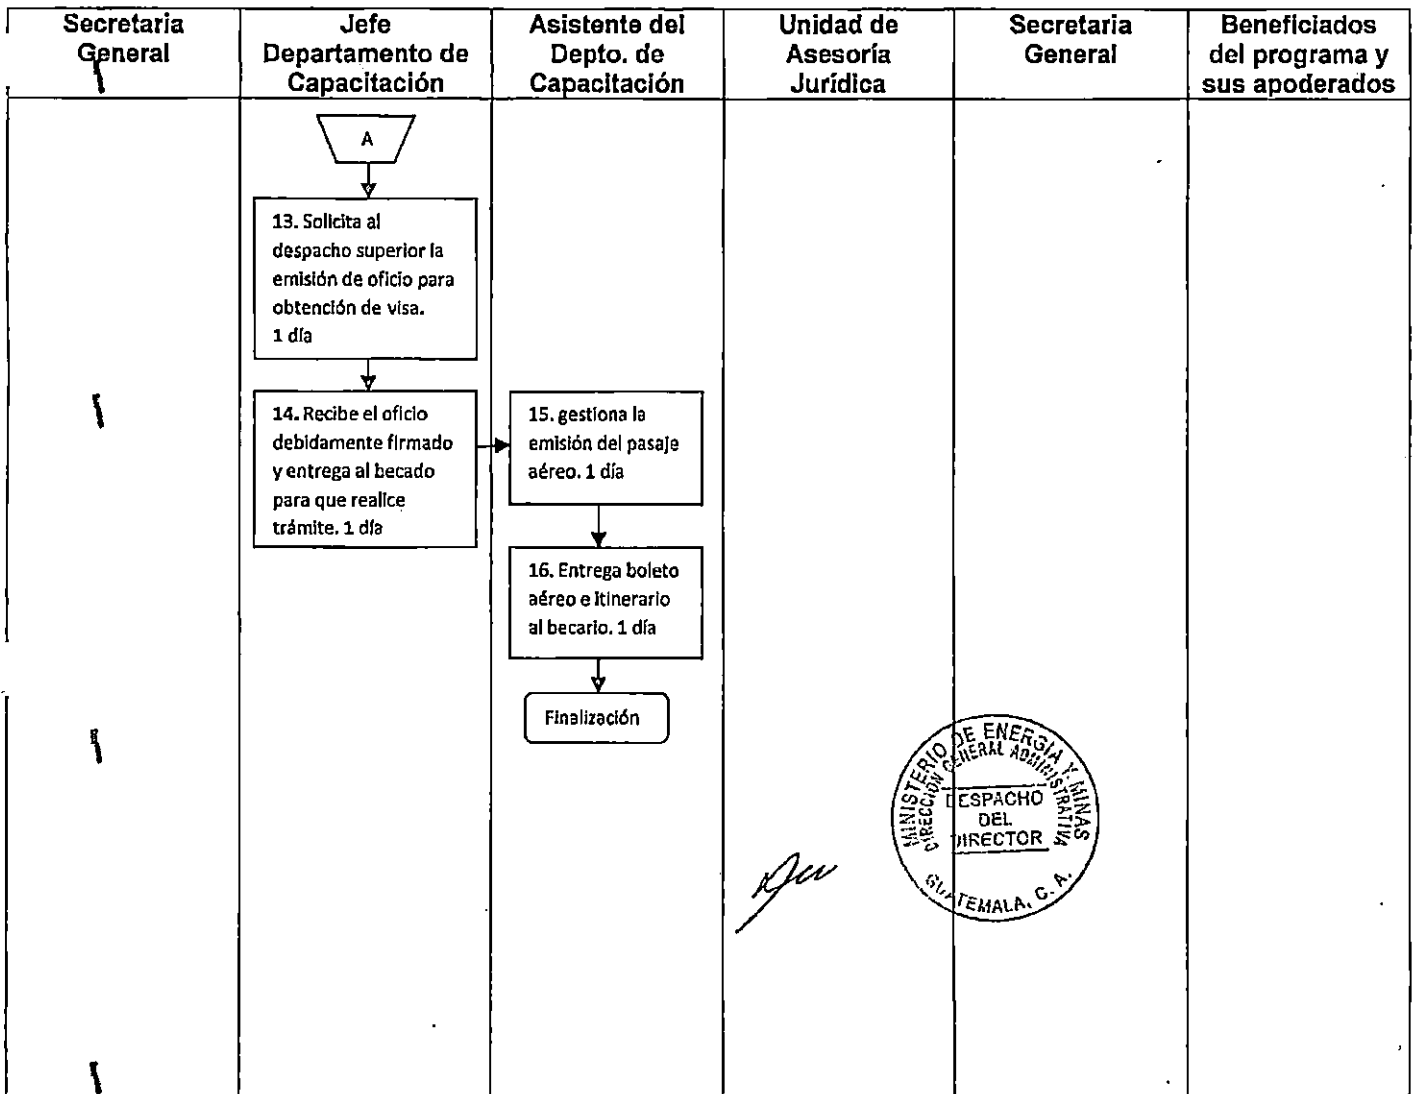 Secretaria
General
Jefe
Departamento de
Capacitación
Asistente del
Depto. de
Capacitación
Unidad de
Asesoría
Jurídica
Secretaria
General
Beneficiados
del programa y
sus apoderados
A
13. Solicita al
despacho superior la
emisión de oficio para
obtención de visa.
1 día
14. Recibe el oficio
debidamente firmado
y entrega al becado
para que realice
trámite. 1 día
15. gestiona la
emisión del pasaje
aéreo. 1 día
16. Entrega boleto
aéreo e itinerario
al becario. 1 día
Finalización
MINISTERIO DE ENERGIA Y MINAS
DIRECCIÓN GENERAL ADMINISTRATIVA
DESPACHO
DEL
DIRECTOR
GUATEMALA, C. A.